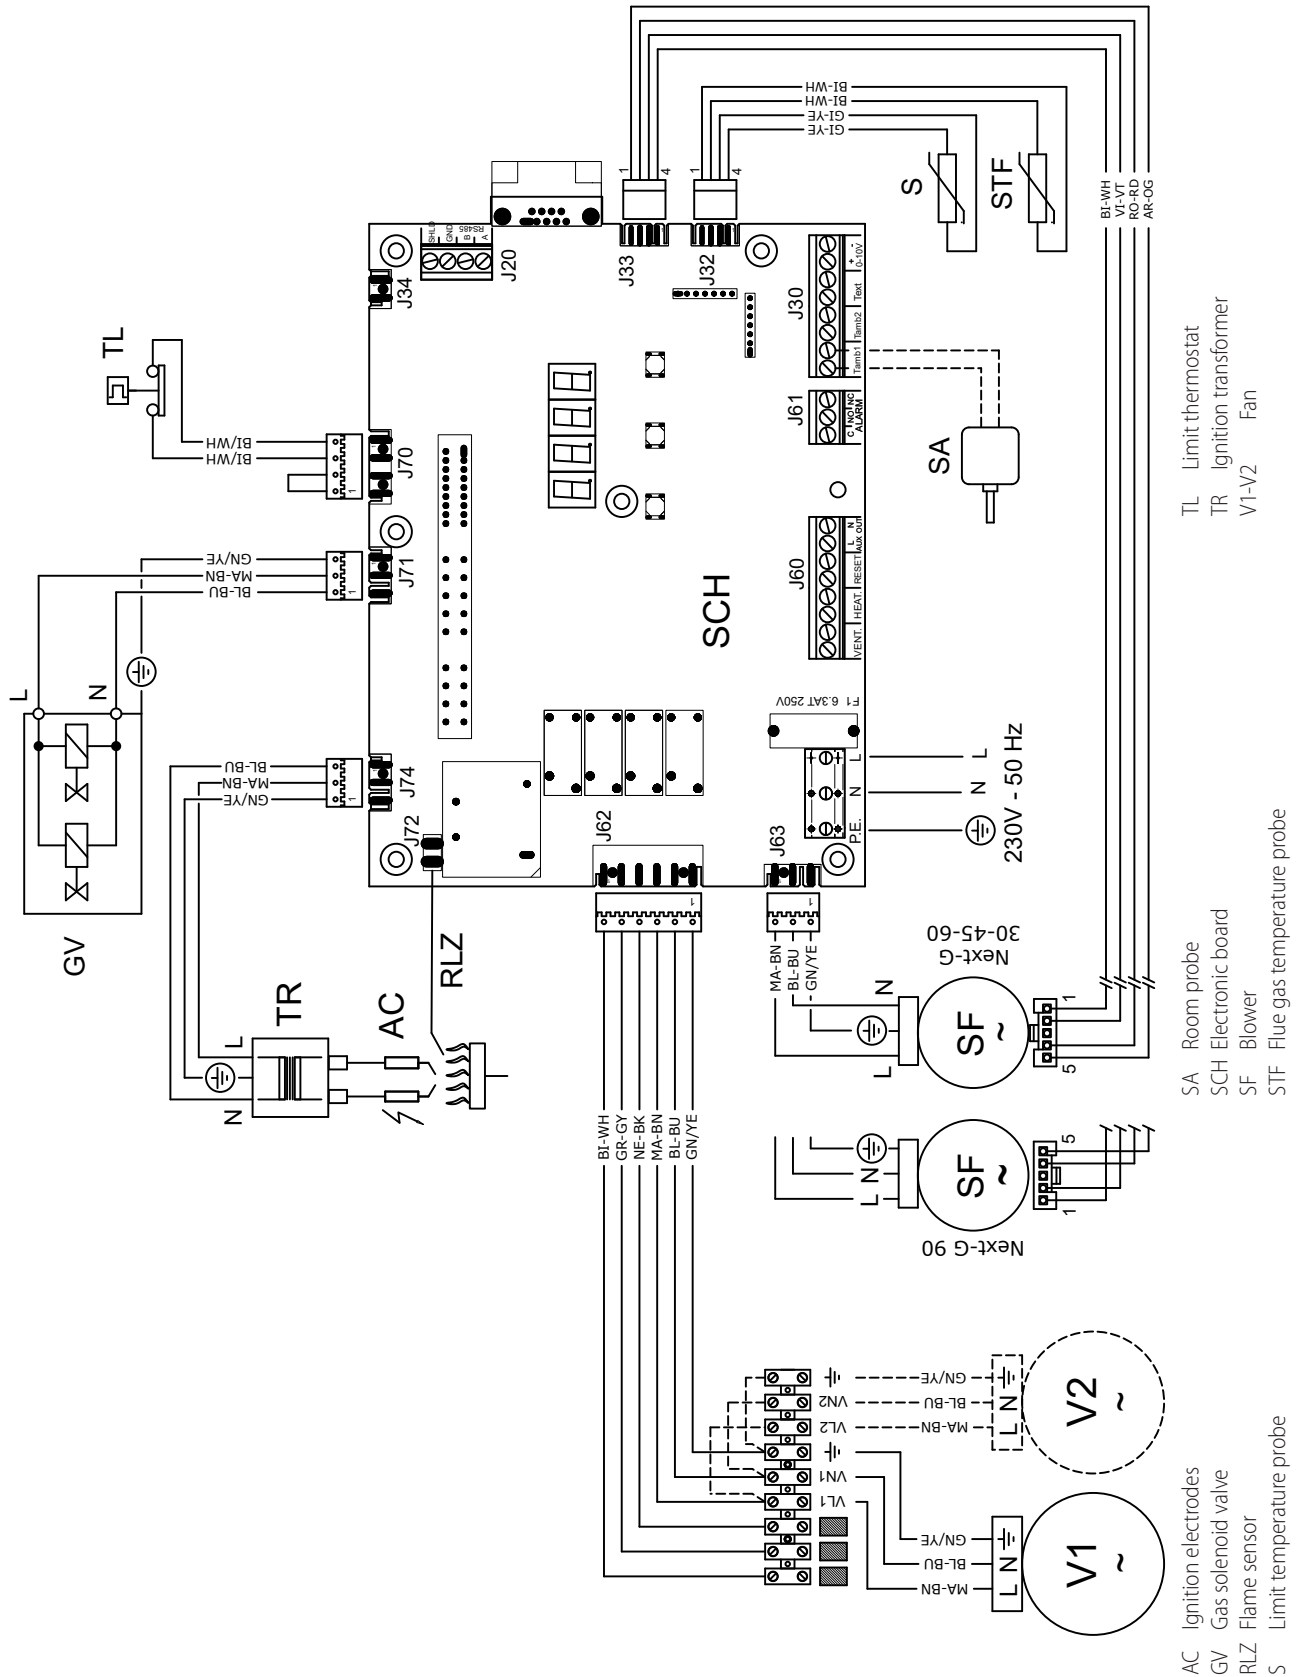 GV
L
N
TL
BI/WH
BI/WH
GN/YE
MA-BN
BL-BU
BL-BU
MA-BN
GN/YE
1
1
1
J74
J71
J70
J34
J20
SHLD
GND
B
A
RS485
J72
TR
L
N
AC
RLZ
J62
J63
SCH
J33
J32
1
4
1
4
BI-WH
BI-WH
GI-YE
GI-YE
S
STF
BI-WH
VI-VT
RO-RD
AR-OG
J30
Tamb1
Tamb2
Text
+ -
0-10V
J61
C NO NC
ALARM
SA
J60
VENT.
HEAT.
RESET
L N
AUX OUT
F1 6.3AT 250V
P.E.
N
L
N
L
230V - 50 Hz
1
1
BI-WH
GR-GY
NE-BK
MA-BN
BL-BU
GN/YE
MA-BN
BL-BU
GN/YE
L
N
SF
~
Next-G
30-45-60
5
1
L
N
SF
~
Next-G 90
1
5
VL1
VN1
VL2
VN2
MA-BN
BL-BU
GN/YE
MA-BN
BL-BU
GN/YE
L N
V1
~
L N
V2
~
AC Ignition electrodes
GV Gas solenoid valve
RLZ Flame sensor
S Limit temperature probe
SA Room probe
SCH Electronic board
SF Blower
STF Flue gas temperature probe
TL Limit thermostat
TR Ignition transformer
V1-V2 Fan